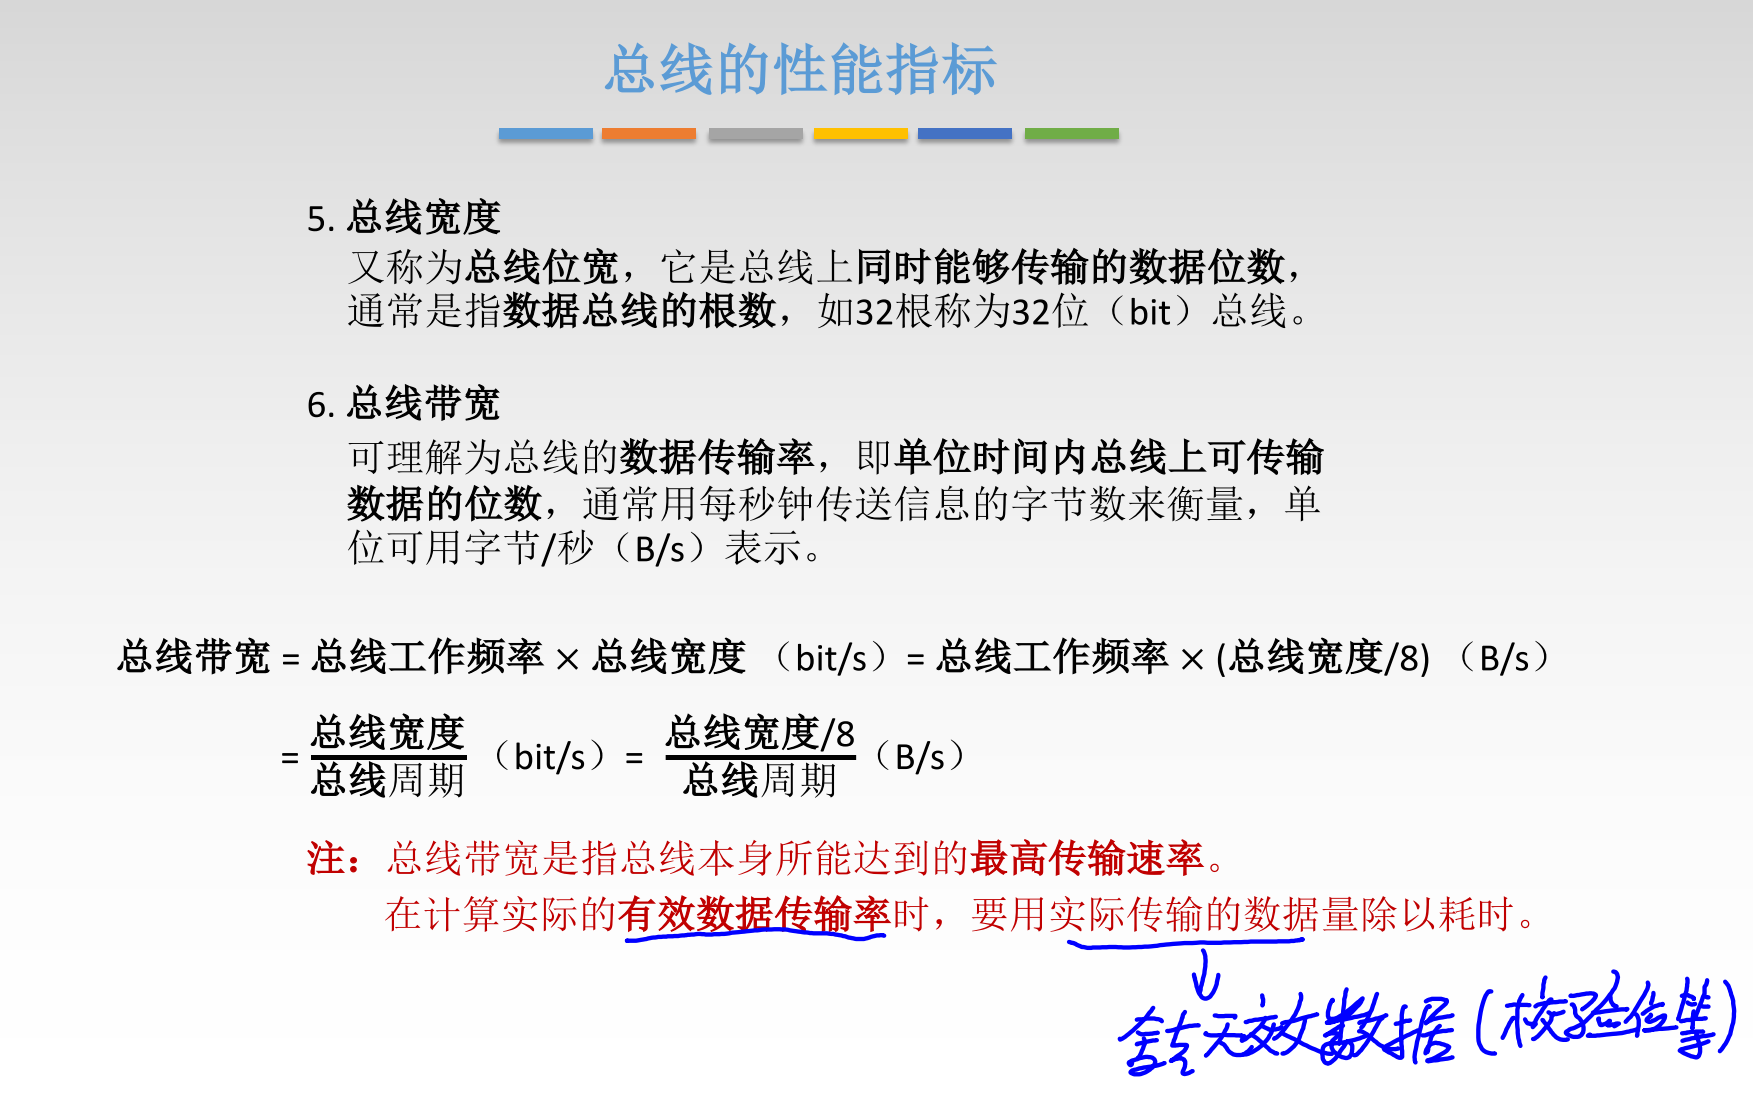 总线的性能指标
5. 总线宽度
又称为总线位宽，它是总线上同时能够传输的数据位数，
通常是指数据总线的根数，如32根称为32位（bit）总线。
6. 总线带宽
可理解为总线的数据传输率，即单位时间内总线上可传输
数据的位数，通常用每秒钟传送信息的字节数来衡量，单
位可用字节/秒（B/s）表示。
总线带宽 = 总线工作频率 × 总线宽度 （bit/s）= 总线工作频率 × (总线宽度/8) （B/s）
= 总线宽度/总线周期 （bit/s）= 总线宽度/8/总线周期（B/s）
注：总线带宽是指总线本身所能达到的最高传输速率。
在计算实际的有效数据传输率时，要用实际传输的数据量除以耗时。
舍去无效数据(校验位等)